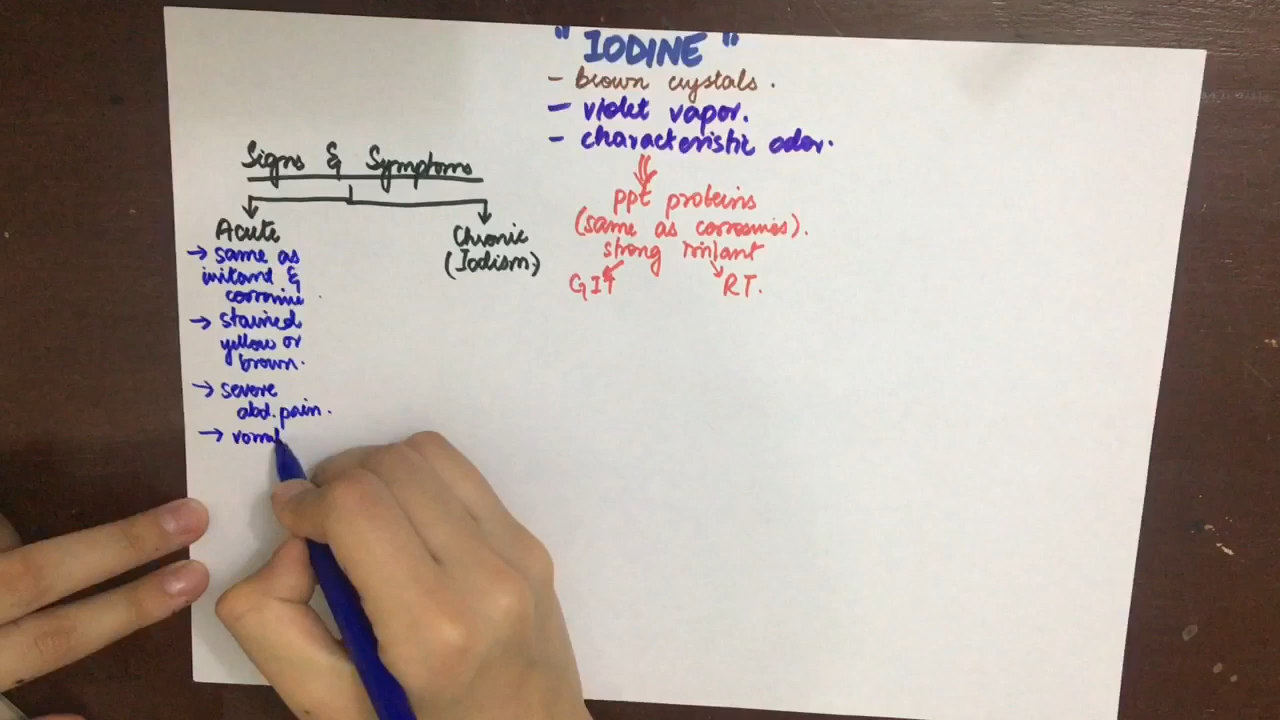 " IODINE "
- brown crystals.
- violet vapor.
- characteristic odor.
ppt proteins
(same as corrosives).
strong irritant
GIT
RT.
Signs & Symptoms
Acute
→ same as
irritant &
corrosive
→ stained
yellow or
brown.
→ severe
abd. pain.
→ vomit
Chronic
(Iodism)